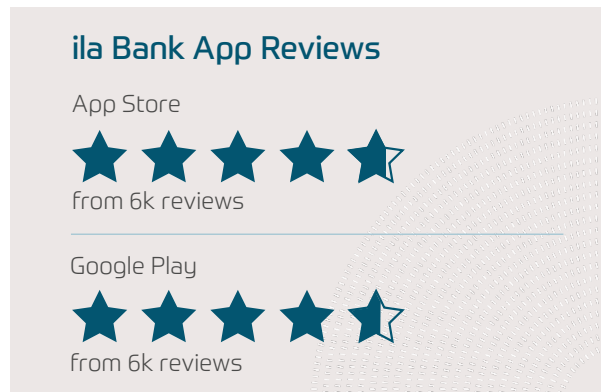 ila Bank App Reviews
App Store
from 6k reviews
Google Play
from 6k reviews